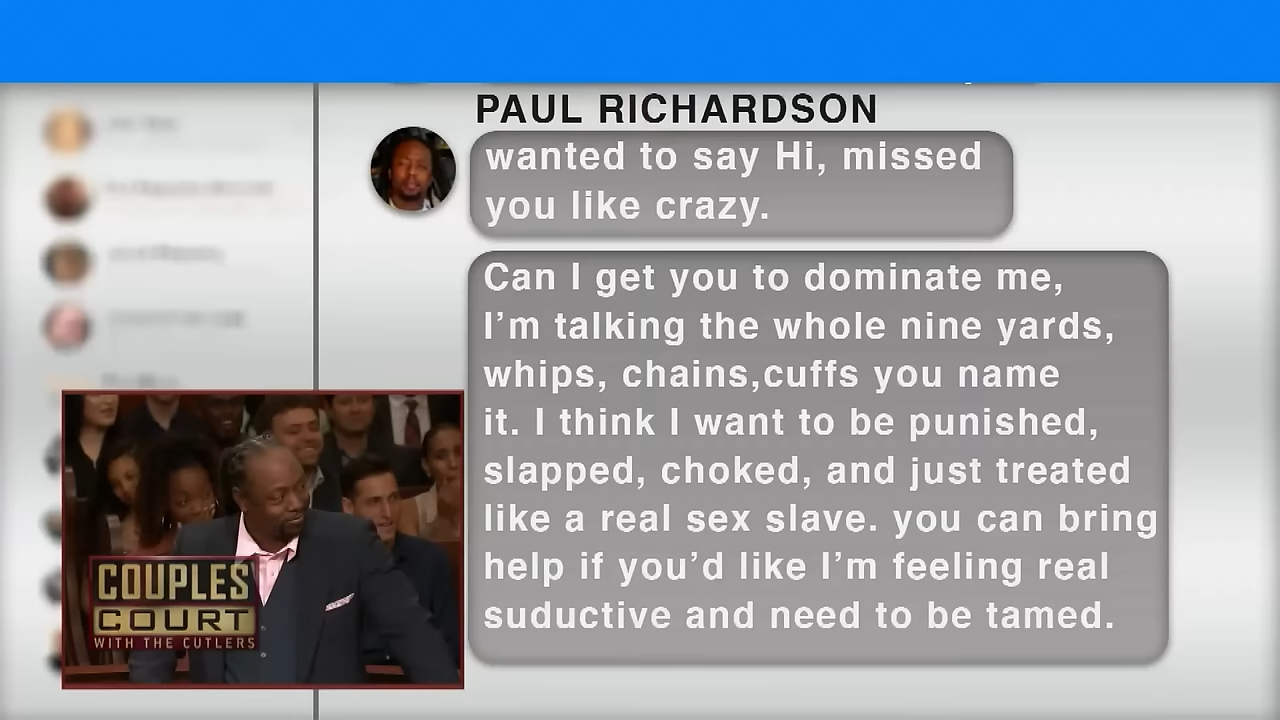 PAUL RICHARDSON
wanted to say Hi, missed
you like crazy.
Can I get you to dominate me,
I’m talking the whole nine yards,
whips, chains,cuffs you name
it. I think I want to be punished,
slapped, choked, and just treated
like a real sex slave. you can bring
help if you’d like I’m feeling real
suductive and need to be tamed.
COUPLES
COURT
WITH THE CUTLERS